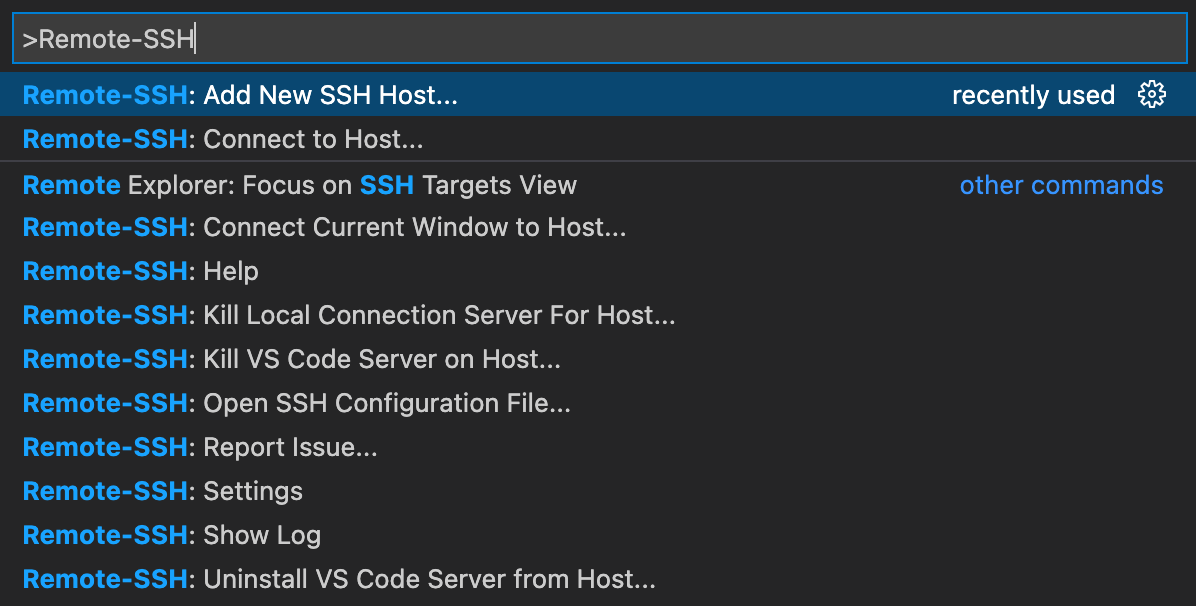 >Remote-SSH
Remote-SSH: Add New SSH Host... recently used
Remote-SSH: Connect to Host...
Remote Explorer: Focus on SSH Targets View other commands
Remote-SSH: Connect Current Window to Host...
Remote-SSH: Help
Remote-SSH: Kill Local Connection Server For Host...
Remote-SSH: Kill VS Code Server on Host...
Remote-SSH: Open SSH Configuration File...
Remote-SSH: Report Issue...
Remote-SSH: Settings
Remote-SSH: Show Log
Remote-SSH: Uninstall VS Code Server from Host...